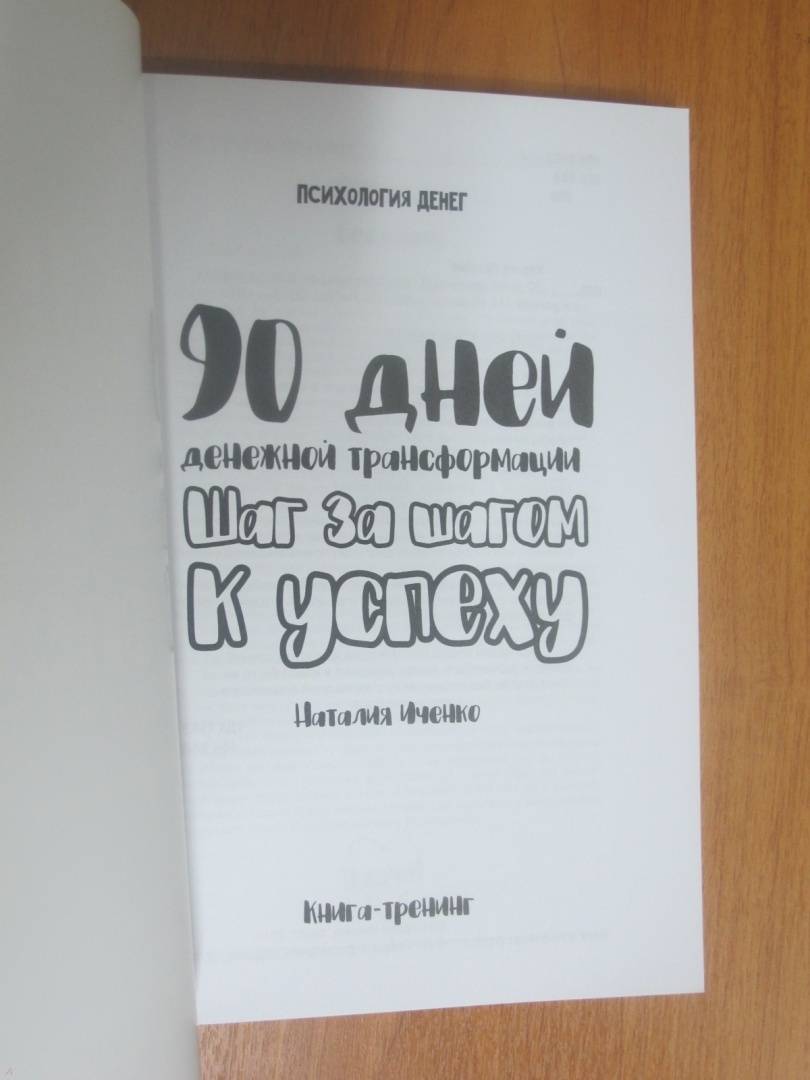 ПСИХОЛОГИЯ ДЕНЕГ
90 дней
денежной трансформации
Шаг за шагом
к успеху
Наталия Иченко
Книга-тренинг